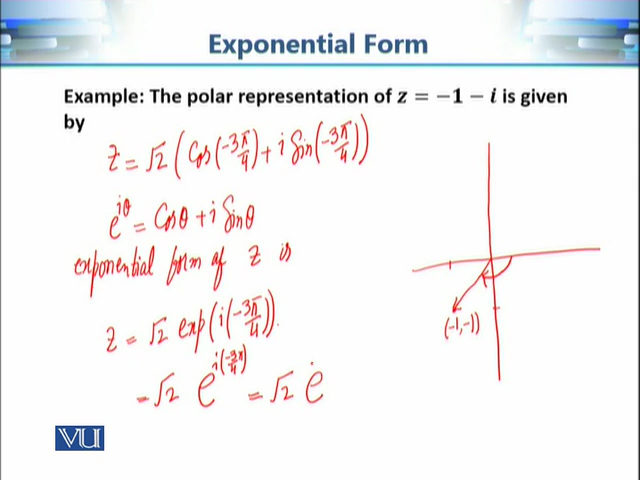 Exponential Form
Example: The polar representation of z = −1 − i is given
by
z = √2 (Cos(-3π/4) + i Sin(-3π/4))
e^{iθ} = Cosθ + i Sinθ
exponential form of z is
z = √2 exp(i(-3π/4)).
(-1,-1)
= √2 e^{i(-3π/4)} = √2 e^{i
VU